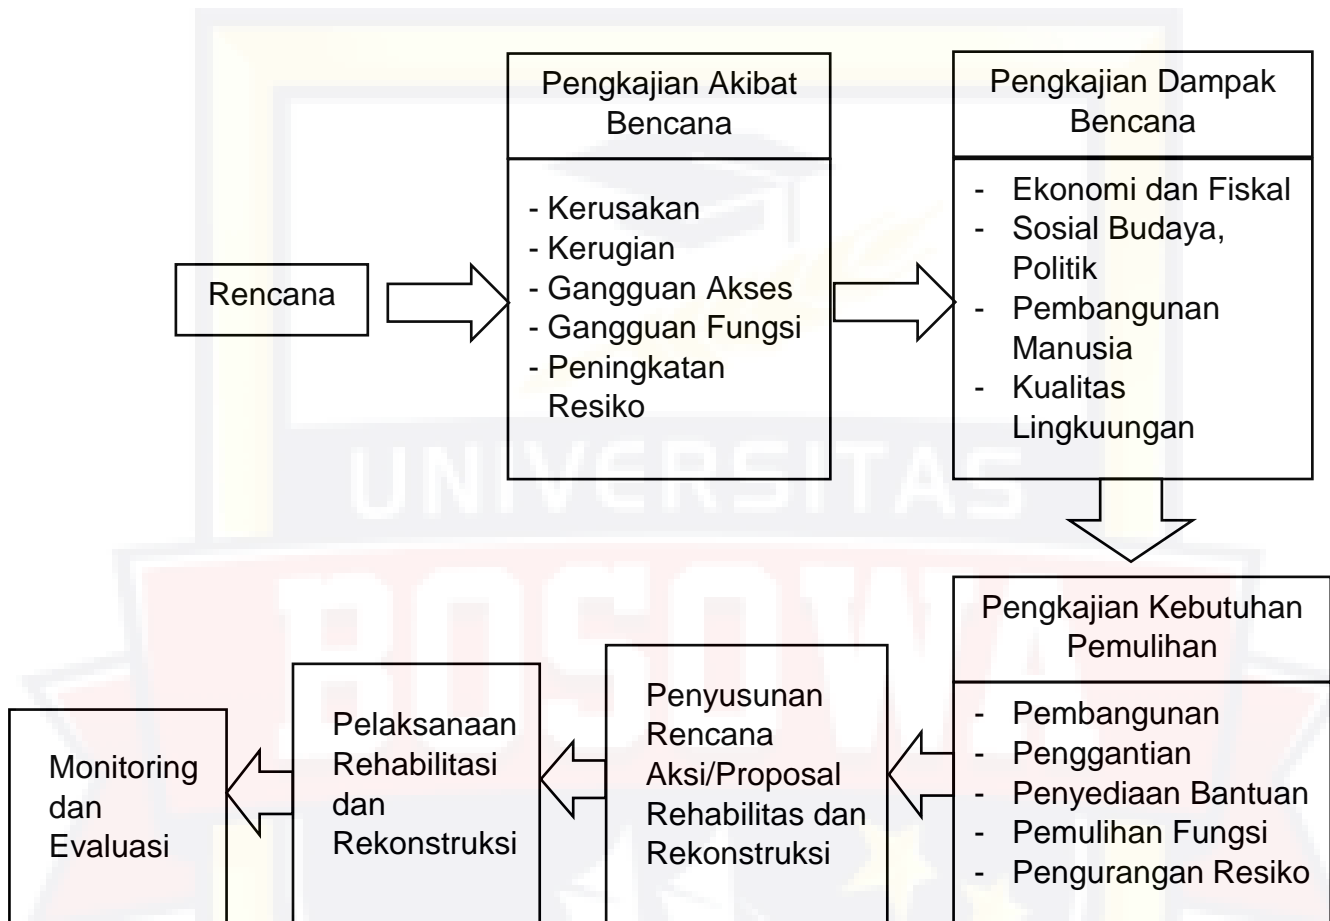 Rencana
Pengkajian Akibat
Bencana
- Kerusakan
- Kerugian
- Gangguan Akses
- Gangguan Fungsi
- Peningkatan
Resiko
Pengkajian Dampak
Bencana
- Ekonomi dan Fiskal
- Sosial Budaya,
Politik
- Pembangunan
Manusia
- Kualitas
Lingkuungan
Pengkajian Kebutuhan
Pemulihan
- Pembangunan
- Penggantian
- Penyediaan Bantuan
- Pemulihan Fungsi
- Pengurangan Resiko
Penyusunan
Rencana
Aksi/Proposal
Rehabilitas dan
Rekonstruksi
Pelaksanaan
Rehabilitasi
dan
Rekonstruksi
Monitoring
dan
Evaluasi
UNIVERSITAS
BOSOWA